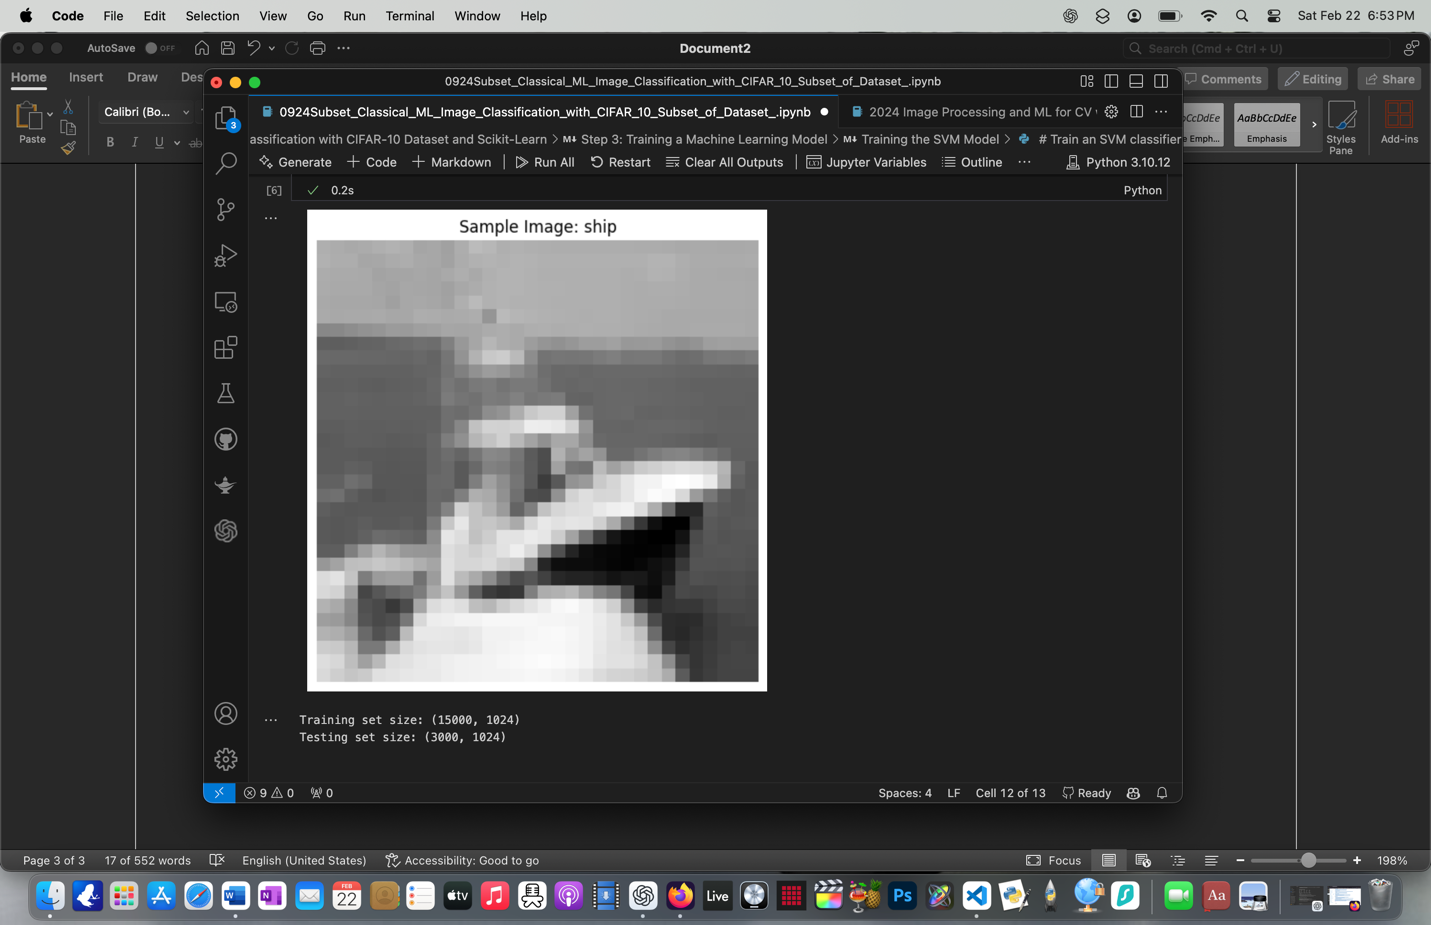 Code File Edit Selection View Go Run Terminal Window Help Sat Feb 22 6:53 PM
AutoSave OFF Document2 Search (Cmd + Ctrl + U)
Home Insert Draw Des Comments Editing Share
0924Subset_Classical_ML_Image_Classification_with_CIFAR_10_Subset_of_Dataset_.ipynb
Paste Calibri (Bo... B I U ab
0924Subset_Classical_ML_Image_Classification_with_CIFAR_10_Subset_of_Dataset_.ipynb 2024 Image Processing and ML for CV
3
AaBbCcDdEe
Emph... Emphasis Styles Pane Add-ins
assification with CIFAR-10 Dataset and Scikit-Learn > M↓ Step 3: Training a Machine Learning Model > M↓ Training the SVM Model > # Train an SVM classifier
Generate + Code + Markdown Run All Restart Clear All Outputs Jupyter Variables Outline ... Python 3.10.12
[6] 0.2s Python
Sample Image: ship
Training set size: (15000, 1024)
Testing set size: (3000, 1024)
9 0 0 Spaces: 4 LF Cell 12 of 13 Ready
Page 3 of 3 17 of 552 words English (United States) Accessibility: Good to go Focus 198%
FEB
22
tv
Live
Ps
Aa